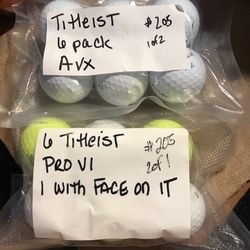 Titleist #205
6 pack 1 of 2
AVX
6 Titleist
PRO V1 #205
2 of 1
1 with FACE on IT